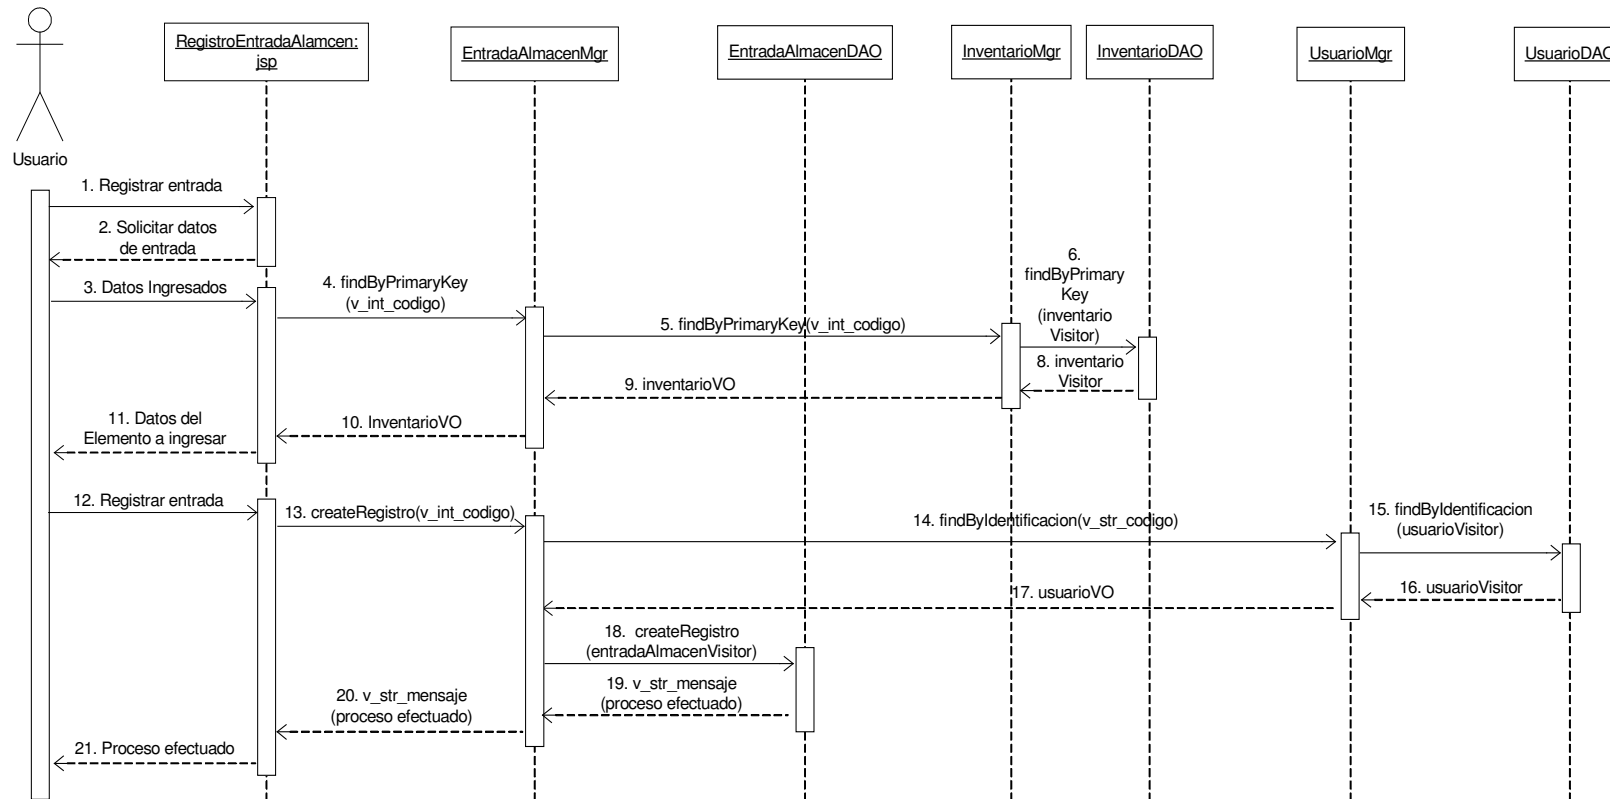 RegistroEntradaAlamcen:
jsp
EntradaAlmacenMgr
EntradaAlmacenDAO
InventarioMgr
InventarioDAO
UsuarioMgr
UsuarioDAO
Usuario
1. Registrar entrada
2. Solicitar datos
de entrada
3. Datos Ingresados
4. findByPrimaryKey
(v_int_codigo)
5. findByPrimaryKey(v_int_codigo)
6.
findByPrimary
Key
(inventario
Visitor)
8. inventario
Visitor
9. inventarioVO
10. InventarioVO
11. Datos del
Elemento a ingresar
12. Registrar entrada
13. createRegistro(v_int_codigo)
14. findByIdentificacion(v_str_codigo)
15. findByIdentificacion
(usuarioVisitor)
16. usuarioVisitor
17. usuarioVO
18. createRegistro
(entradaAlmacenVisitor)
19. v_str_mensaje
(proceso efectuado)
20. v_str_mensaje
(proceso efectuado)
21. Proceso efectuado